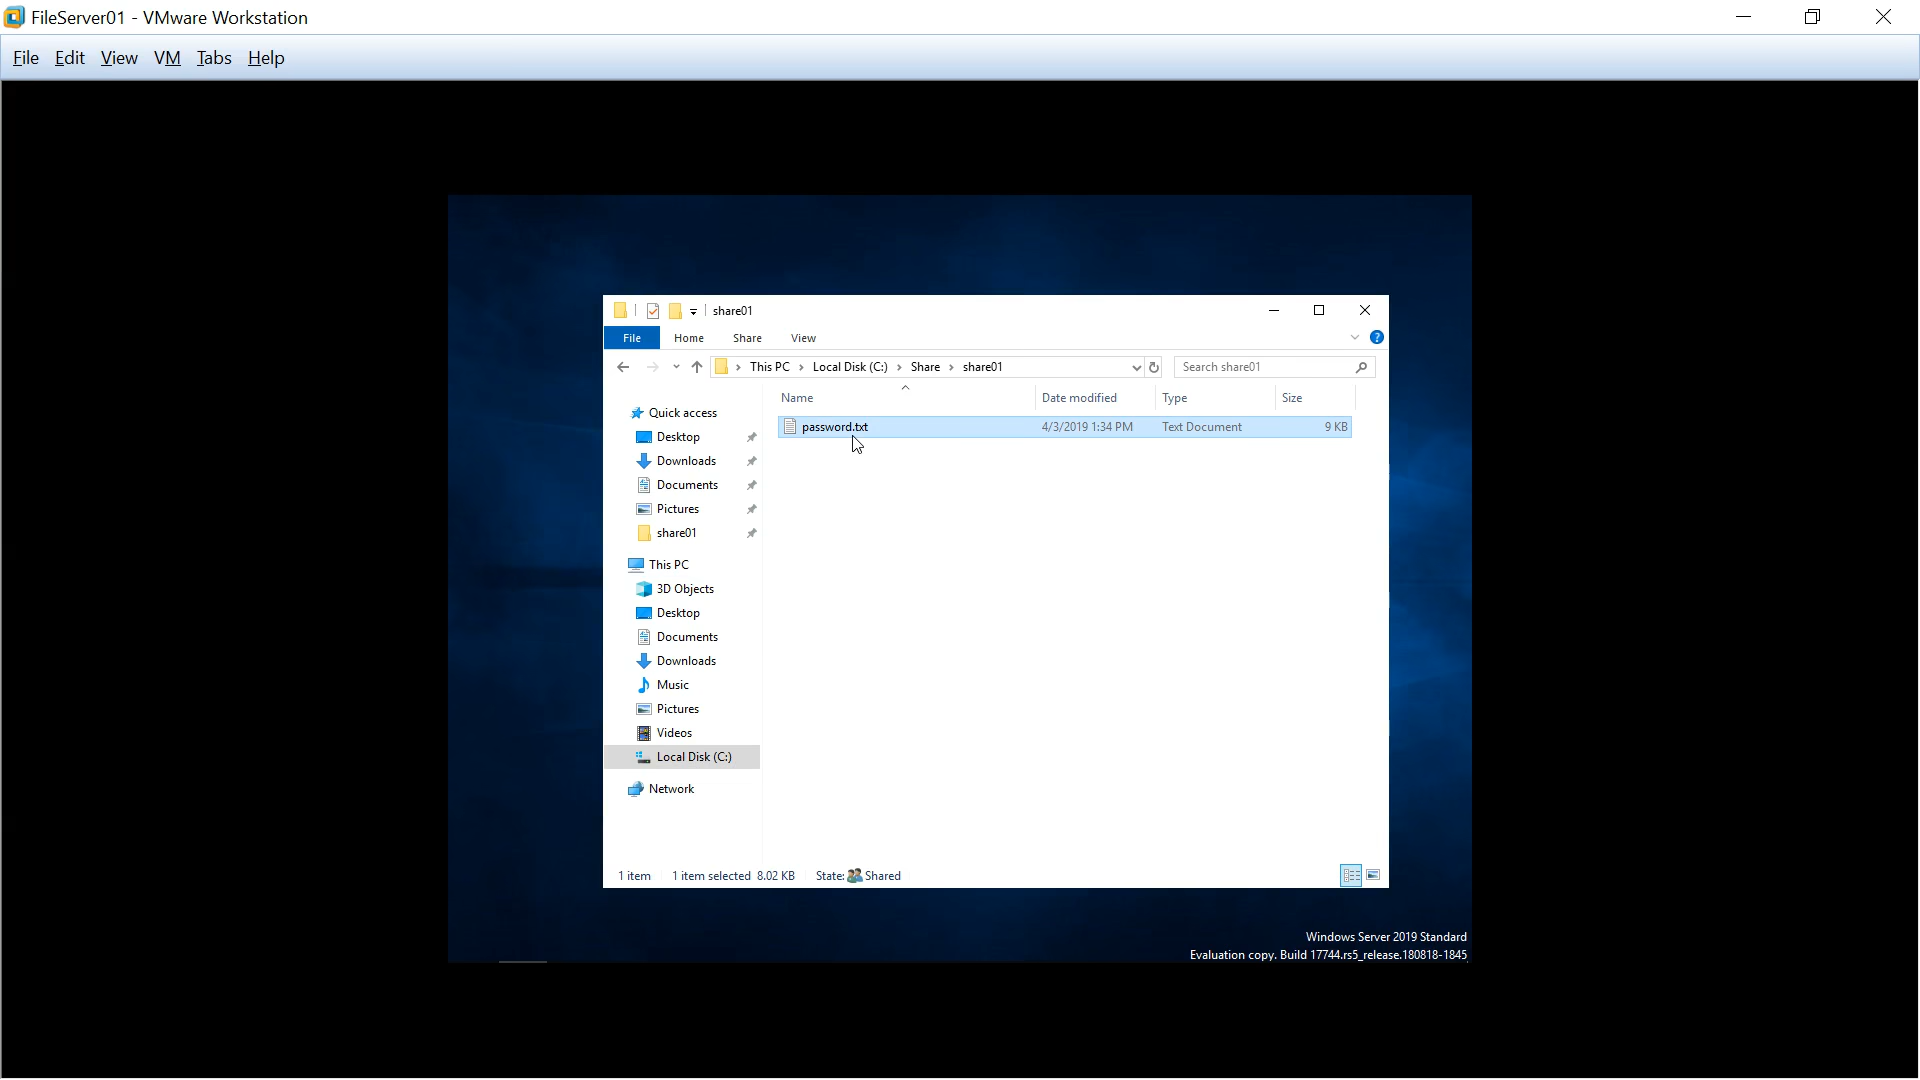 FileServer01 - VMware Workstation
File Edit View VM Tabs Help
share01
File Home Share View
This PC Local Disk (C:) Share share01
Search share01
Name Date modified Type Size
password.txt 4/3/2019 1:34 PM Text Document 9 KB
Quick access
Desktop
Downloads
Documents
Pictures
share01
This PC
3D Objects
Desktop
Documents
Downloads
Music
Pictures
Videos
Local Disk (C:)
Network
1 item 1 item selected 8.02 KB State: Shared
Windows Server 2019 Standard
Evaluation copy. Build 17744.rs5_release.180818-1845